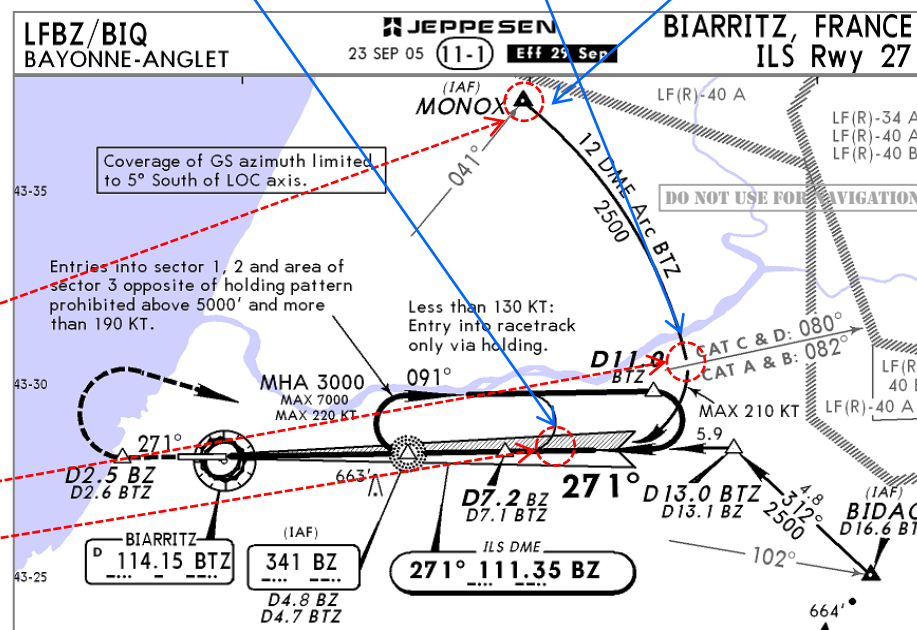 LFBZ/BIQ
BAYONNE-ANGLET
JEPPESEN
23 SEP 05 11-1 Eff 29 Sep
BIARRITZ, FRANCE
ILS Rwy 27
(IAF)
MONOX
LF(R)-40 A
LF(R)-34 A
LF(R)-40 A
LF(R)-40 B
Coverage of GS azimuth limited
to 5° South of LOC axis.
041°
12 DME Arc BTZ
2500
43-35
DO NOT USE FOR NAVIGATION
Entries into sector 1, 2 and area of
sector 3 opposite of holding pattern
prohibited above 5000' and more
than 190 KT.
Less than 130 KT:
Entry into racetrack
only via holding.
CAT C & D: 080°
CAT A & B: 082°
D11.0
BTZ
43-30
MHA 3000
MAX 7000
MAX 220 KT
091°
LF(R)
40
LF(R)-40 A
MAX 210 KT
271°
5.9
D2.5 BZ
D2.6 BTZ
663'
D7.2 BZ
D7.1 BTZ
271°
D13.0 BTZ
D13.1 BZ
4.8
312°
2500
(IAF)
BIDAO
D16.6 BT
BIARRITZ
D 114.15 BTZ
(IAF)
341 BZ
D4.8 BZ
D4.7 BTZ
ILS DME
271° 111.35 BZ
102°
43-25
664'